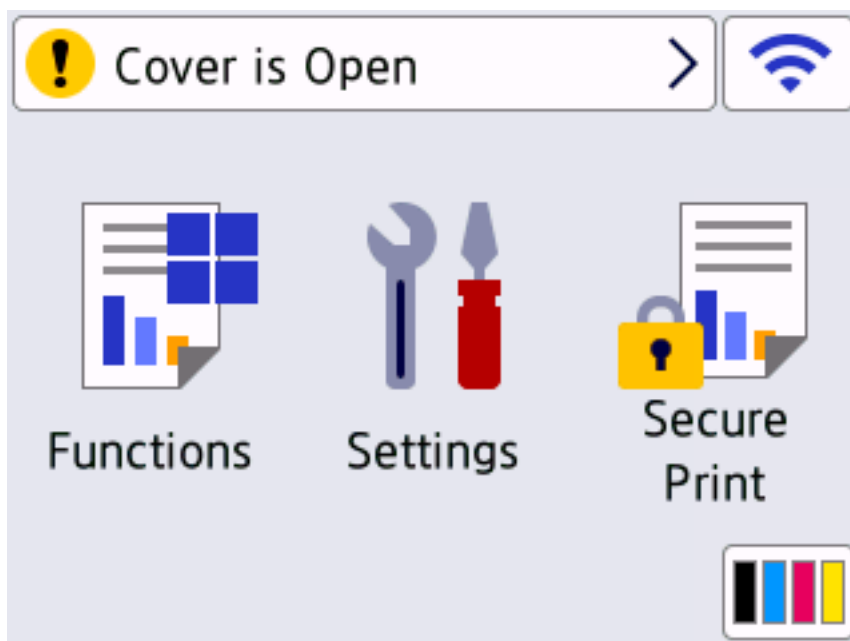 Cover is Open
Functions
Settings
Secure
Print